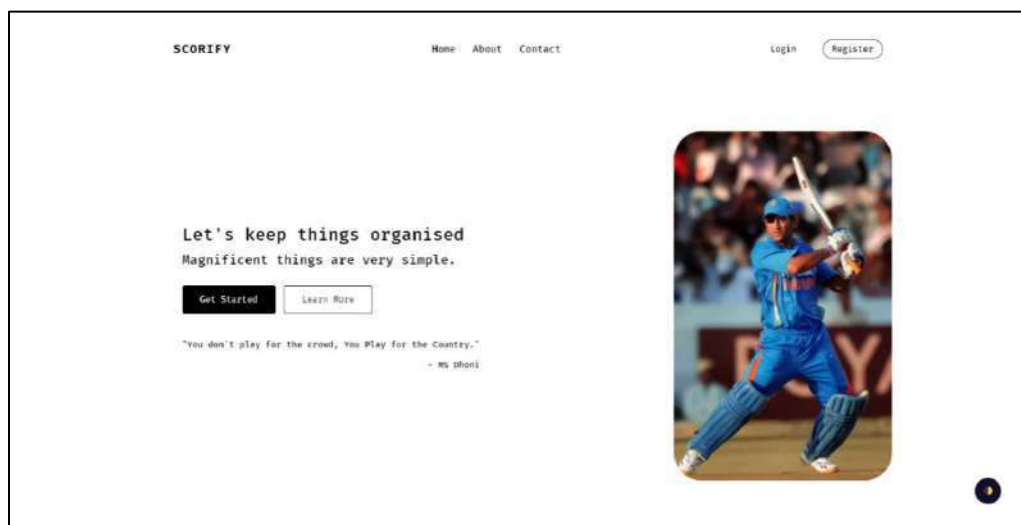 SCORIFY
Home About Contact
Login Register
Let's keep things organised
Magnificent things are very simple.
Get Started Learn More
"You don't play for the crowd, You Play for the Country."
- MS Dhoni